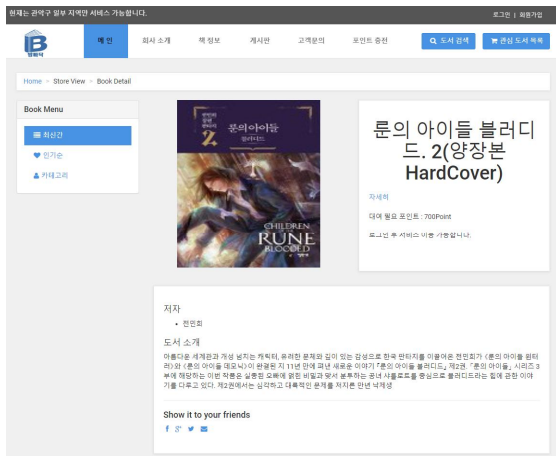 현재는 관악구 일부 지역만 서비스 가능합니다.
로그인 | 회원가입
메인
회사 소개
책 정보
게시판
고객문의
포인트 충전
도서 검색
관심 도서 목록
Home > Store View > Book Detail
Book Menu
최신간
인기순
카테고리
전민희
룬의 아이들
블러디드
2
CHILDREN
RUNE
BLOODED
룬의 아이들 블러디
드. 2(양장본
HardCover)
자세히
대여 필요 포인트 : 700Point
로그인 후 서비스 이용 가능합니다.
저자
• 전민희
도서 소개
아름다운 세계관과 개성 넘치는 캐릭터, 유려한 문체와 깊이 있는 감성으로 한국 판타지를 이끌어온 전민희가 《룬의 아이들 윈터
러》와 《룬의 아이들 데모닉》이 완결된 지 11년 만에 펴낸 새로운 이야기 『룬의 아이들 블러디드』 제2권. 「룬의 아이들」 시리즈 3
부에 해당하는 이번 작품은 실종된 오빠에 얽힌 비밀과 맞서 분투하는 공녀 샤를로트를 중심으로 블러디드라는 힘에 관한 이야
기를 다루고 있다. 제2권에서는 심각하고 대폭적인 문제를 저지른 만년 낙제생
Show it to your friends